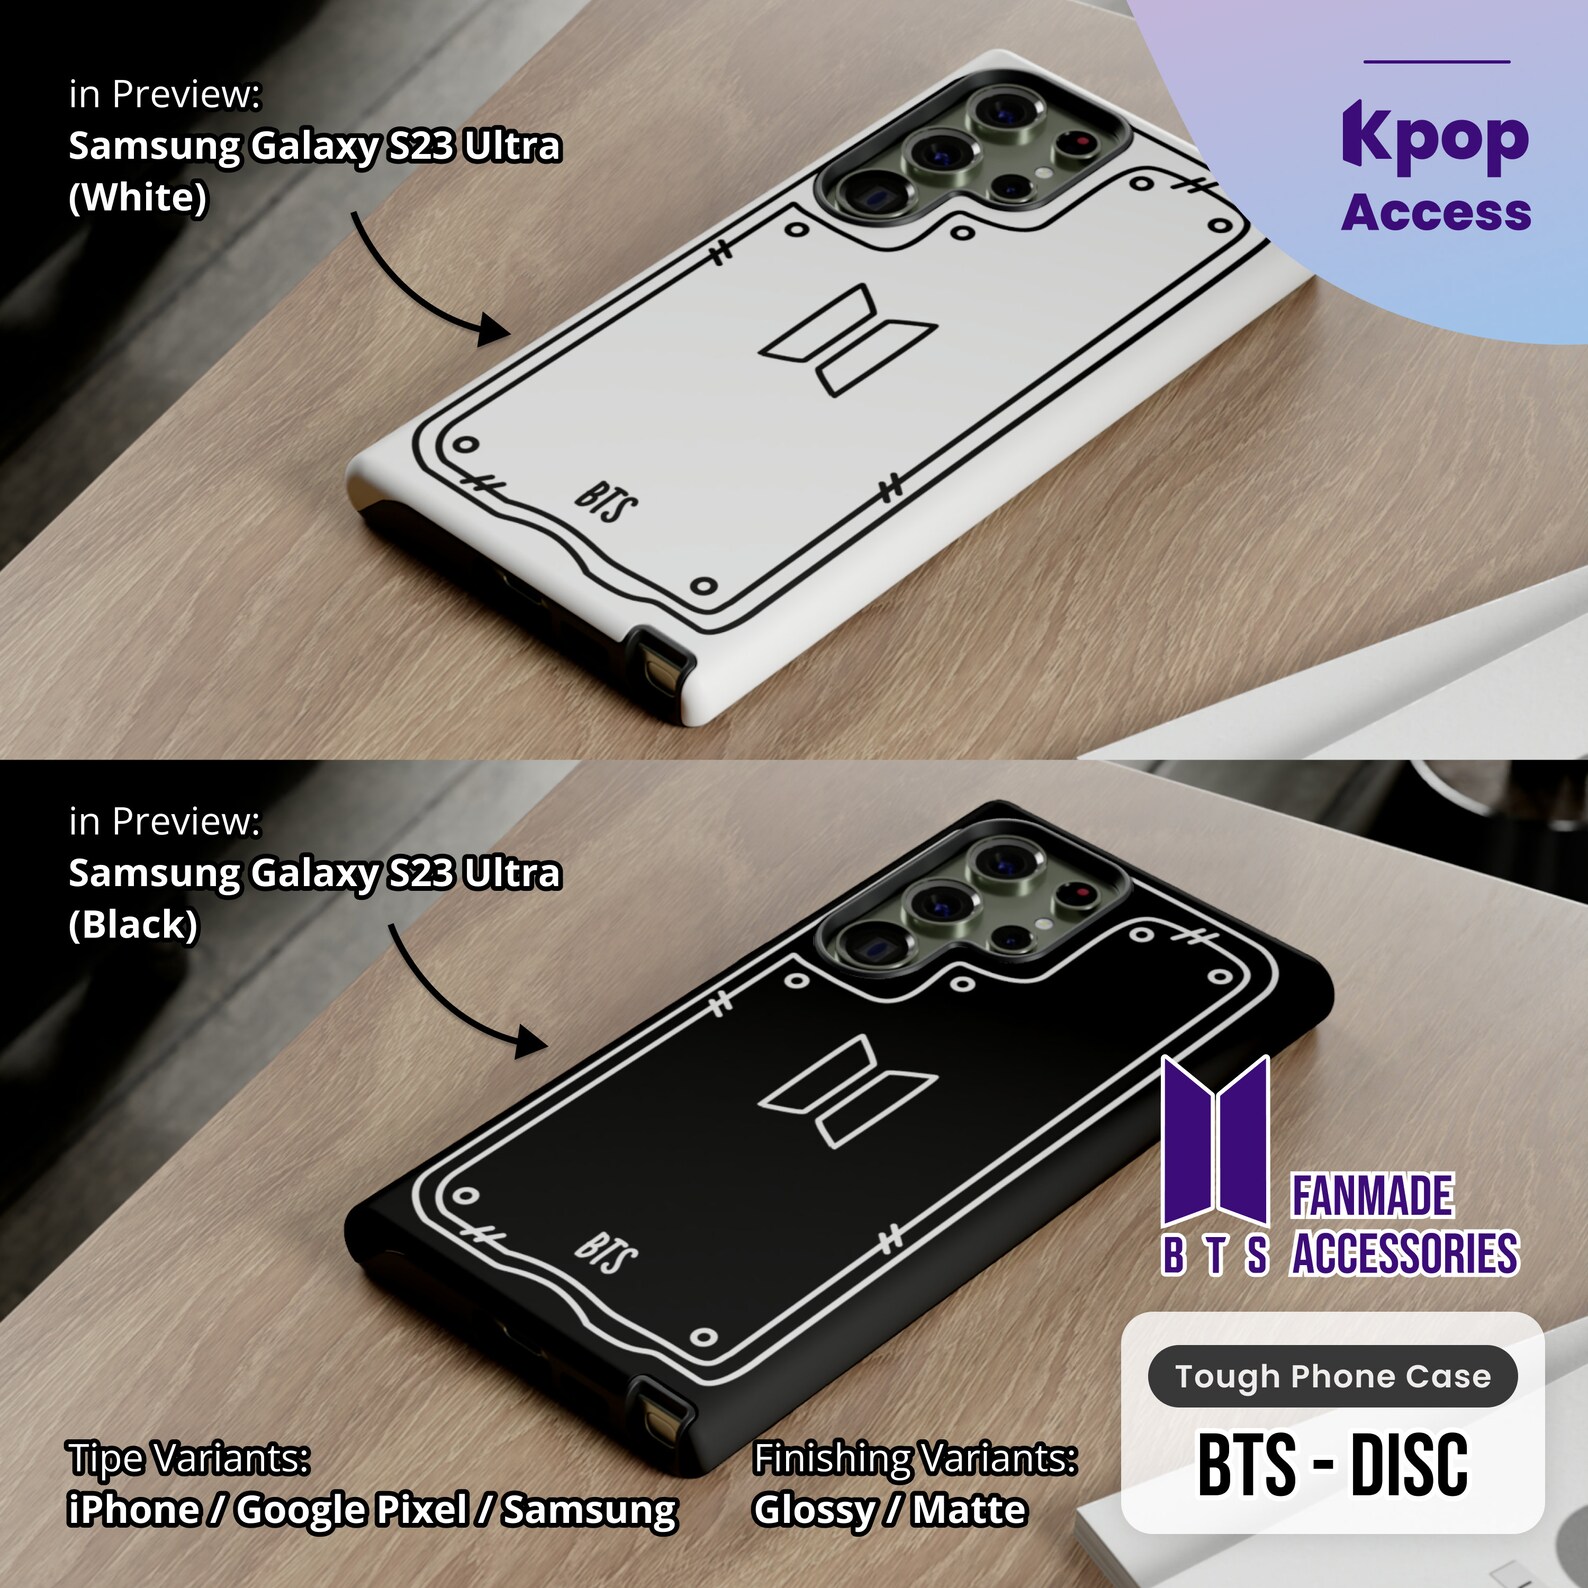 in Preview:
Samsung Galaxy S23 Ultra
(White)
Kpop
Access
BTS
in Preview:
Samsung Galaxy S23 Ultra
(Black)
BTS
BTS
FANMADE
ACCESSORIES
Tough Phone Case
BTS - DISC
Tipe Variants:
iPhone / Google Pixel / Samsung
Finishing Variants:
Glossy / Matte